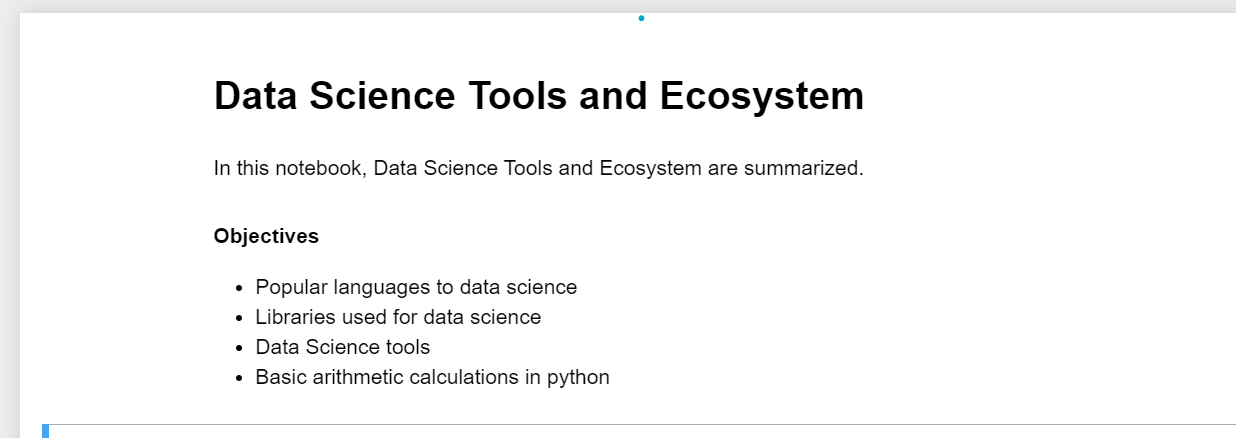 Data Science Tools and Ecosystem
In this notebook, Data Science Tools and Ecosystem are summarized.
Objectives
• Popular languages to data science
• Libraries used for data science
• Data Science tools
• Basic arithmetic calculations in python